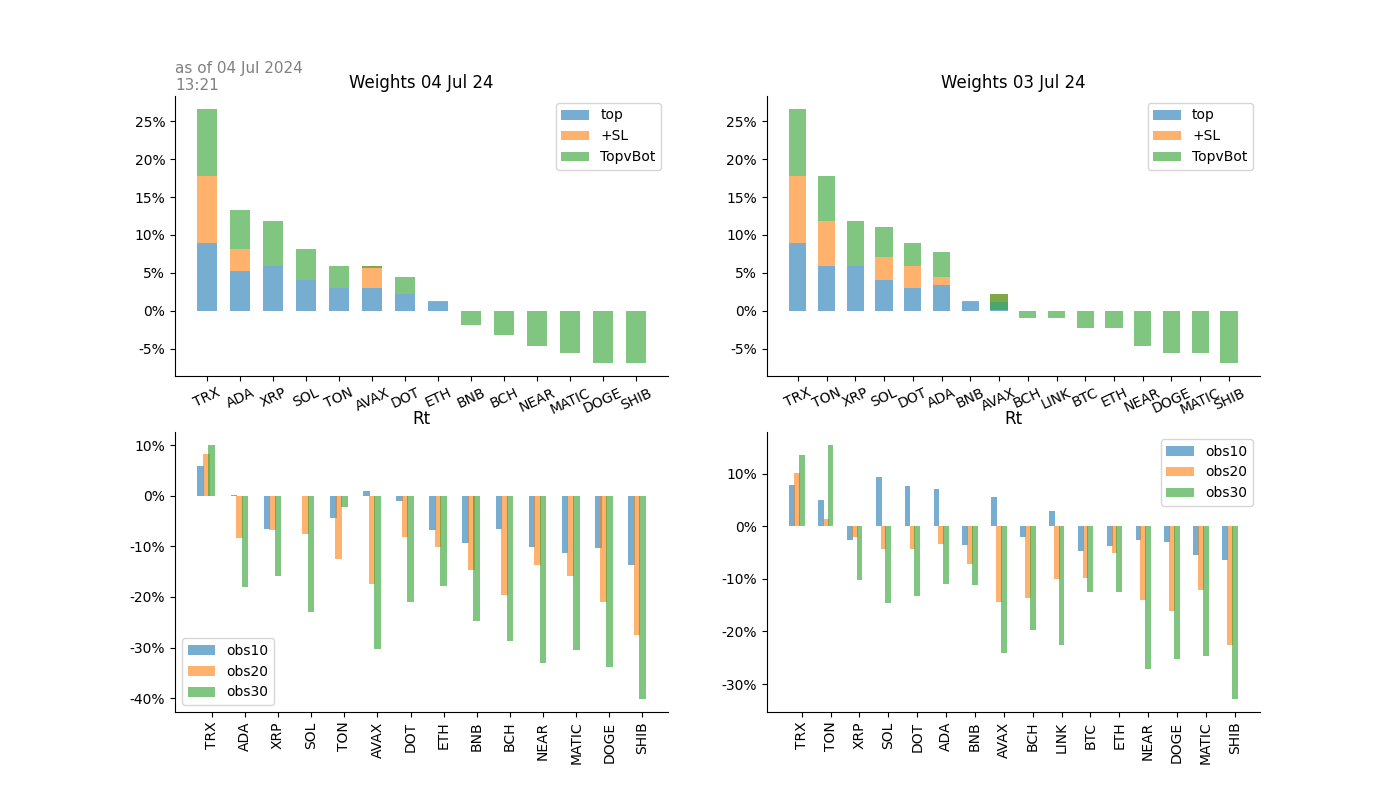 as of 04 Jul 2024
13:21
Weights 04 Jul 24
25%
20%
15%
10%
5%
0%
-5%
top
+SL
TopvBot
TRX ADA XRP SOL TON AVAX DOT ETH BNB BCH NEAR MATIC DOGE SHIB
Weights 03 Jul 24
25%
20%
15%
10%
5%
0%
-5%
top
+SL
TopvBot
TRX TON XRP SOL DOT ADA BNB AVAX BCH LINK BTC ETH NEAR DOGE MATIC SHIB
Rt
10%
0%
-10%
-20%
-30%
-40%
obs10
obs20
obs30
TRX ADA XRP SOL TON AVAX DOT ETH BNB BCH NEAR MATIC DOGE SHIB
Rt
10%
0%
-10%
-20%
-30%
obs10
obs20
obs30
TRX TON XRP SOL DOT ADA BNB AVAX BCH LINK BTC ETH NEAR DOGE MATIC SHIB